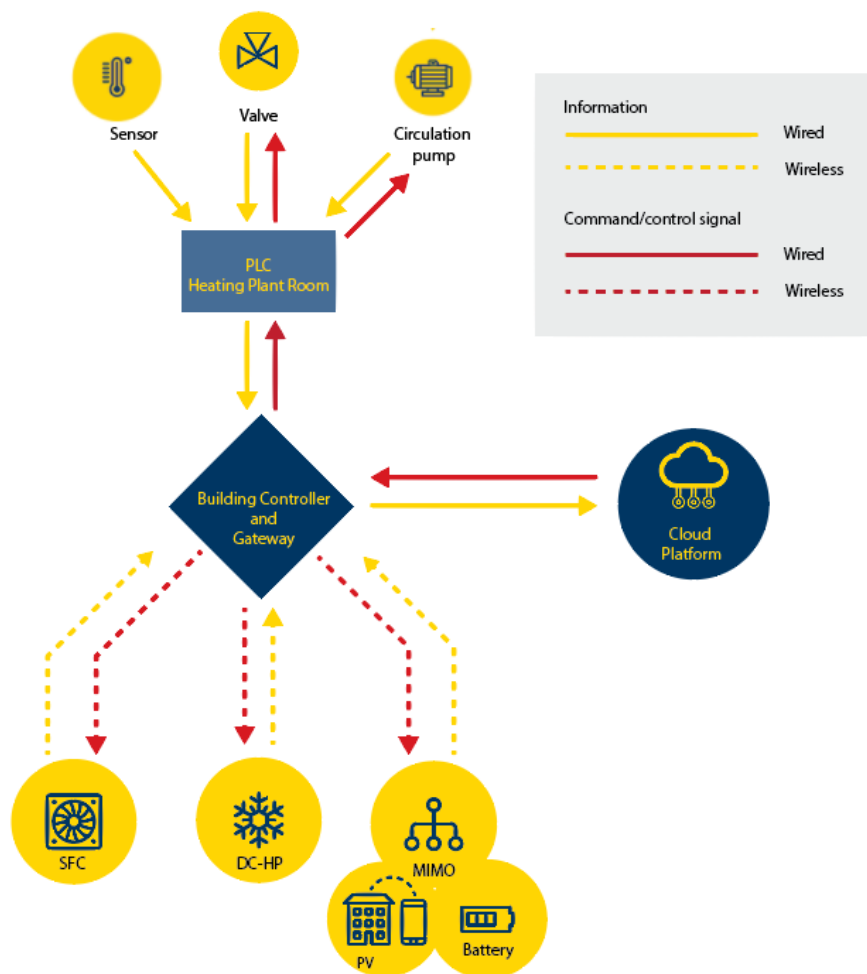 Sensor
Valve
Circulation
pump
Information
Wired
Wireless
Command/control signal
Wired
Wireless
PLC
Heating Plant Room
Building Controller
and
Gateway
Cloud
Platform
SFC
DC-HP
MIMO
PV
Battery